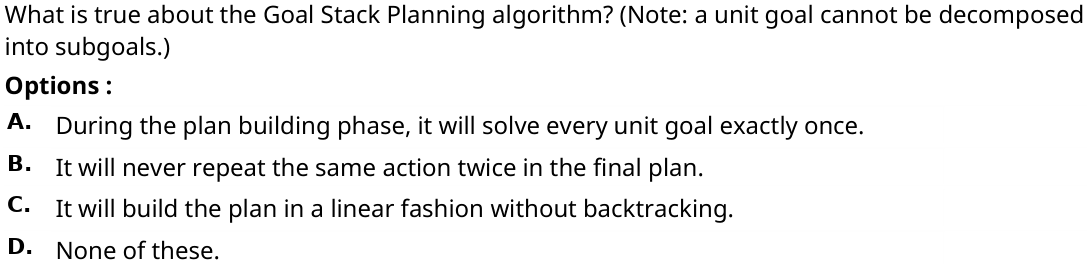 What is true about the Goal Stack Planning algorithm? (Note: a unit goal cannot be decomposed
into subgoals.)
Options :
A. During the plan building phase, it will solve every unit goal exactly once.
B. It will never repeat the same action twice in the final plan.
C. It will build the plan in a linear fashion without backtracking.
D. None of these.